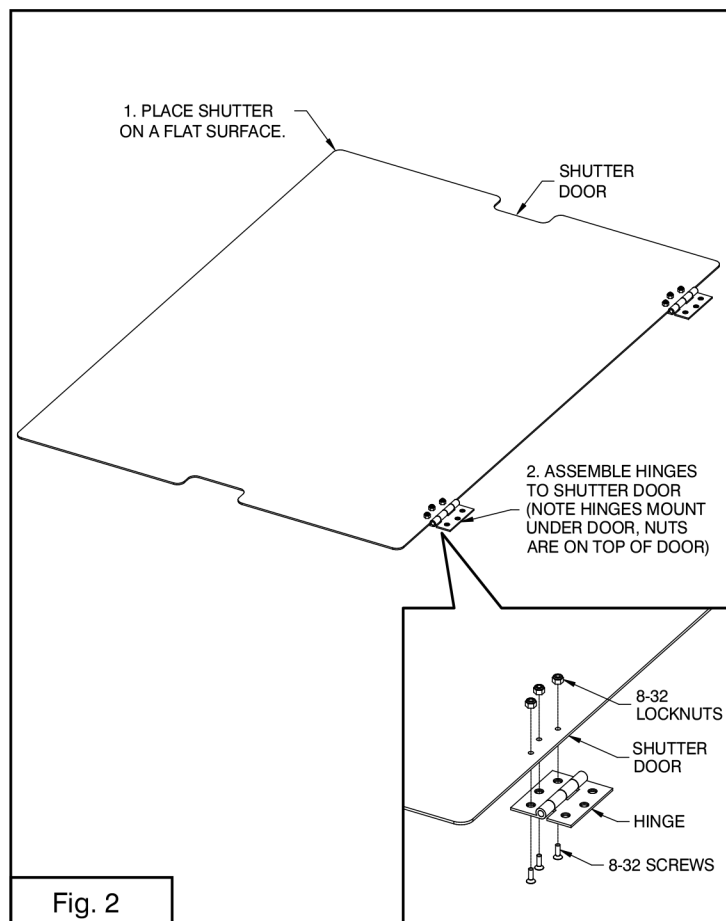 1. PLACE SHUTTER
ON A FLAT SURFACE.
SHUTTER
DOOR
2. ASSEMBLE HINGES
TO SHUTTER DOOR
(NOTE HINGES MOUNT
UNDER DOOR, NUTS
ARE ON TOP OF DOOR)
8-32
LOCKNUTS
SHUTTER
DOOR
HINGE
8-32 SCREWS
Fig. 2